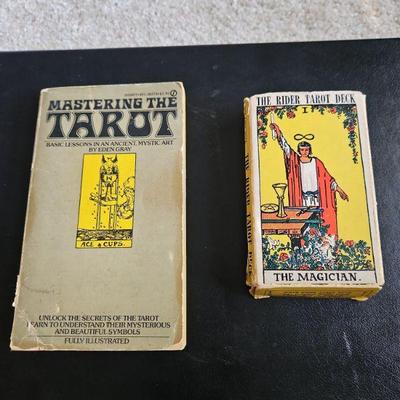 MASTERING THE
TAROT
BASIC LESSONS IN AN ANCIENT, MYSTIC ART
BY EDEN GRAY
ACE of CUPS.
UNLOCK THE SECRETS OF THE TAROT
LEARN TO UNDERSTAND THEIR MYSTERIOUS
AND BEAUTIFUL SYMBOLS
FULLY ILLUSTRATED
THE RIDER TAROT DECK
I
THE MAGICIAN.